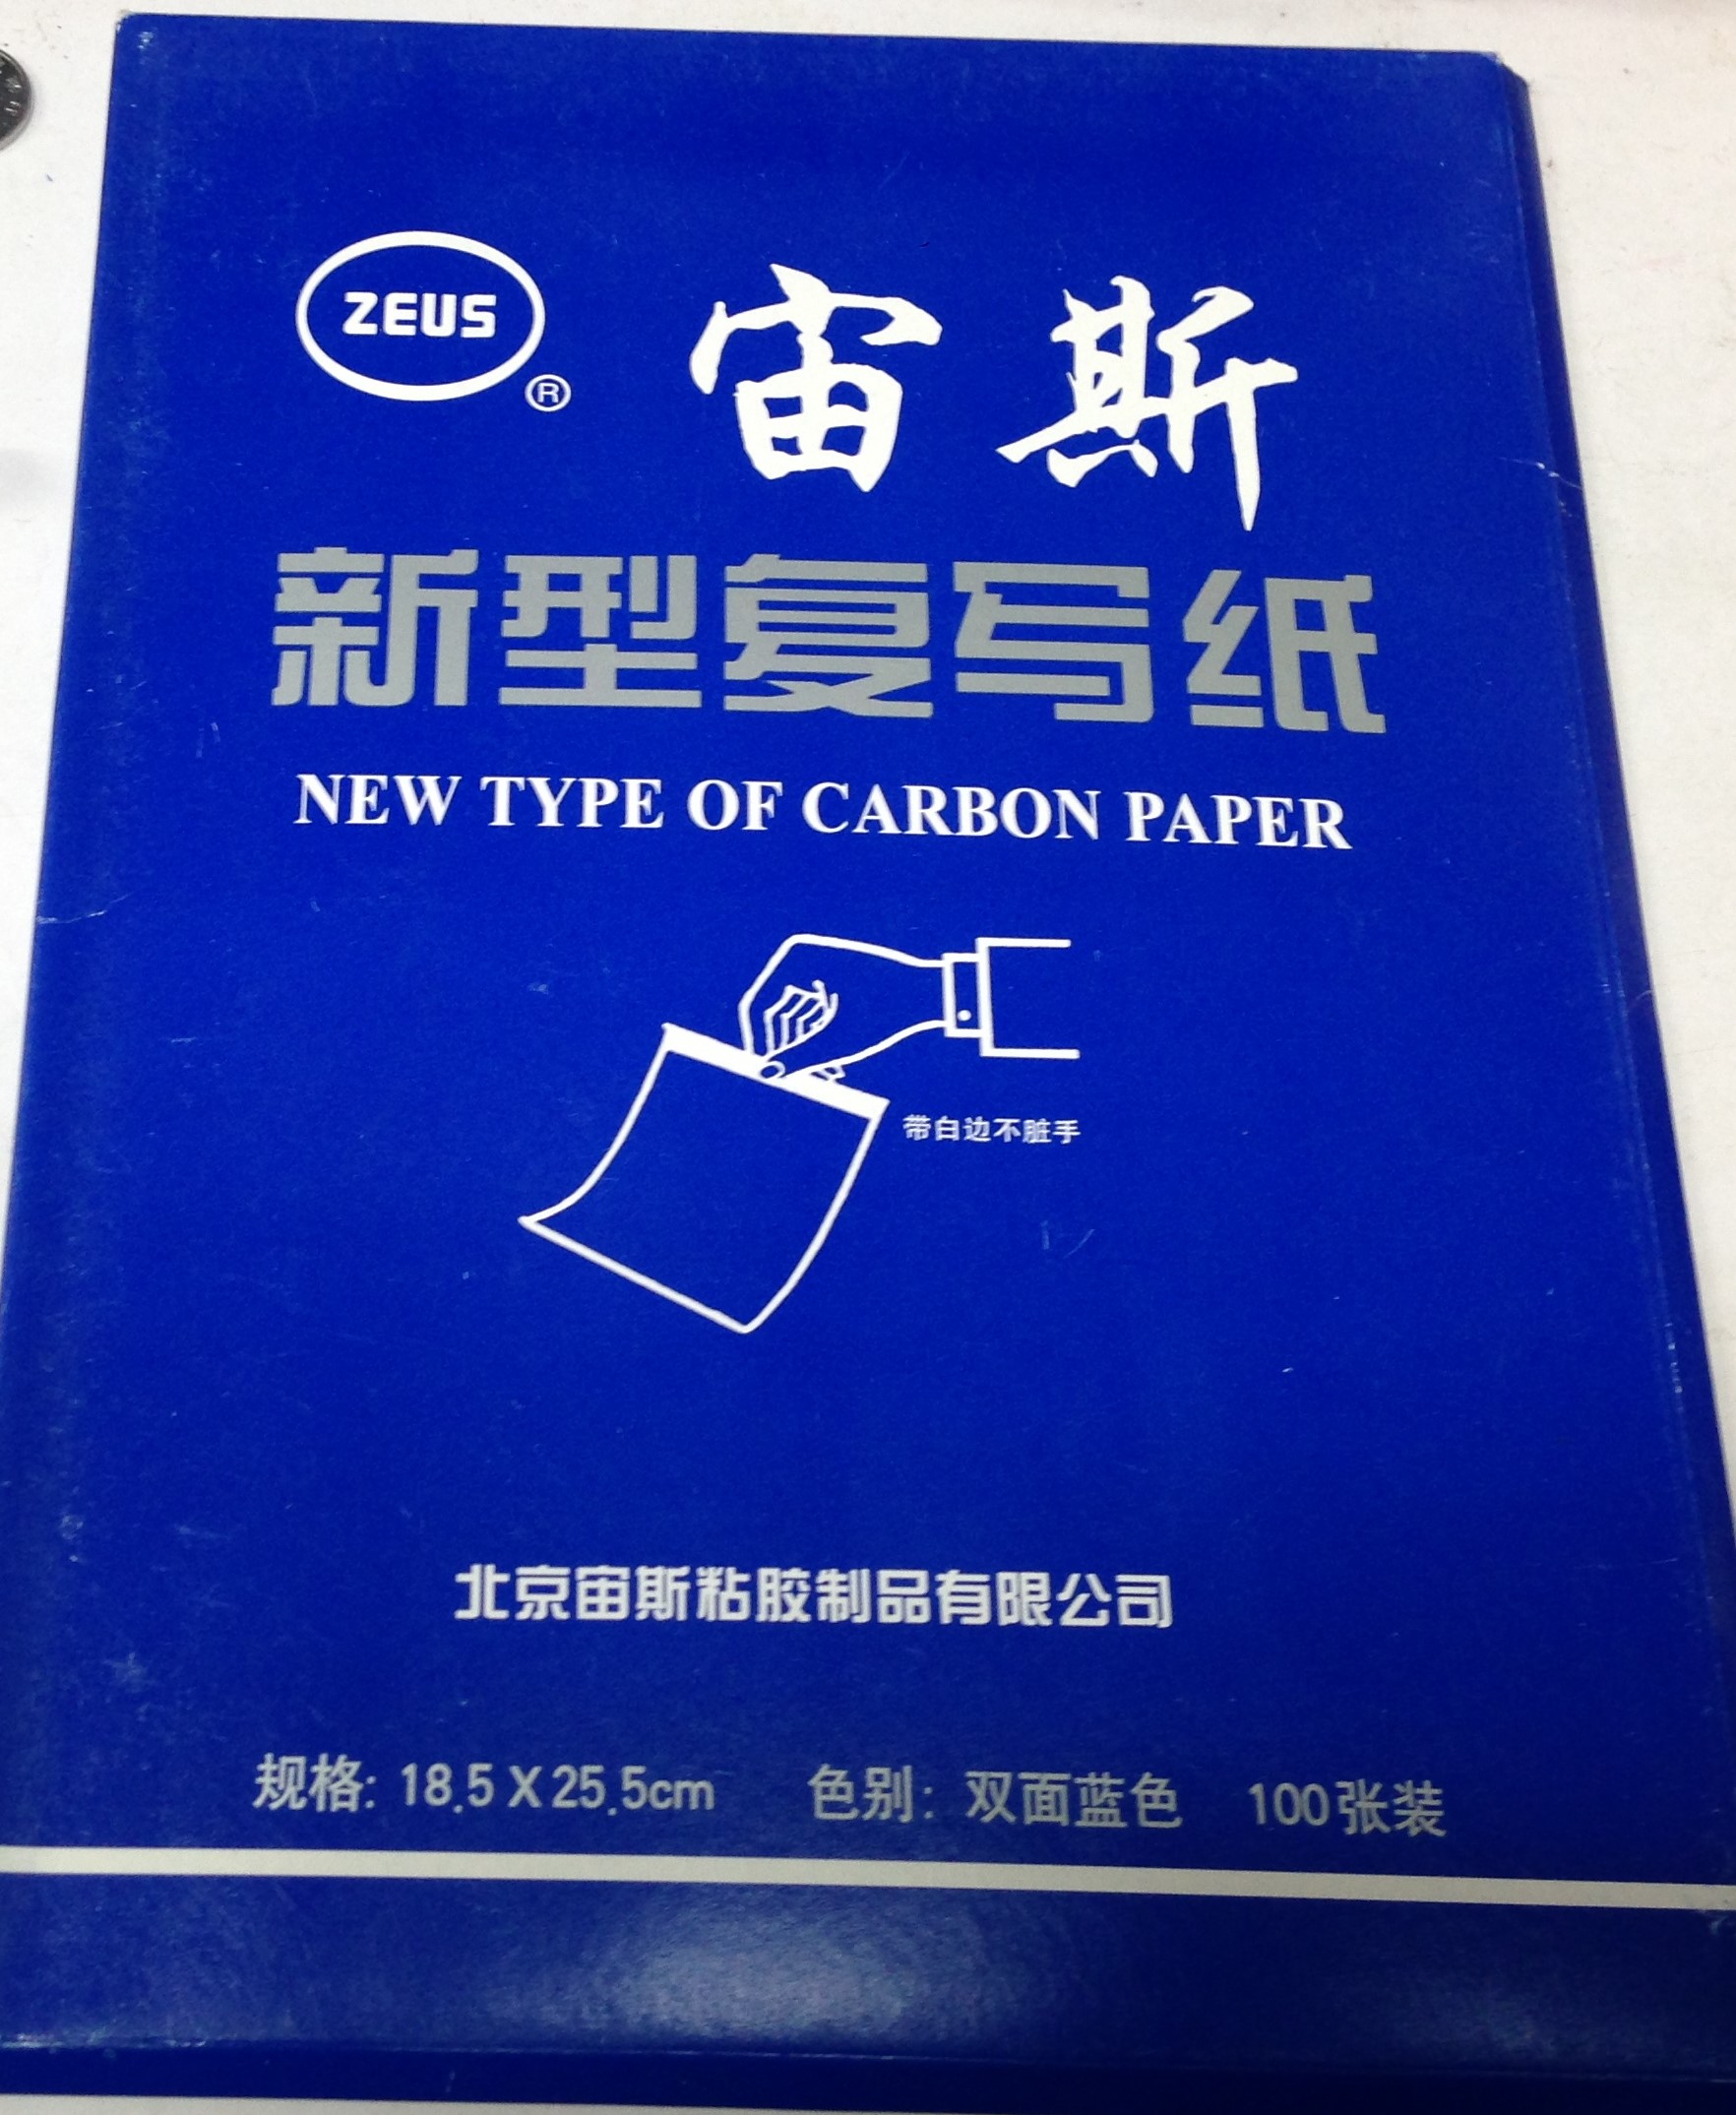 ZEUS ® 宙斯
新型复写纸
NEW TYPE OF CARBON PAPER
带白边不脏手
北京宙斯粘胶制品有限公司
规格: 18.5X25.5cm 色别: 双面蓝色 100张装